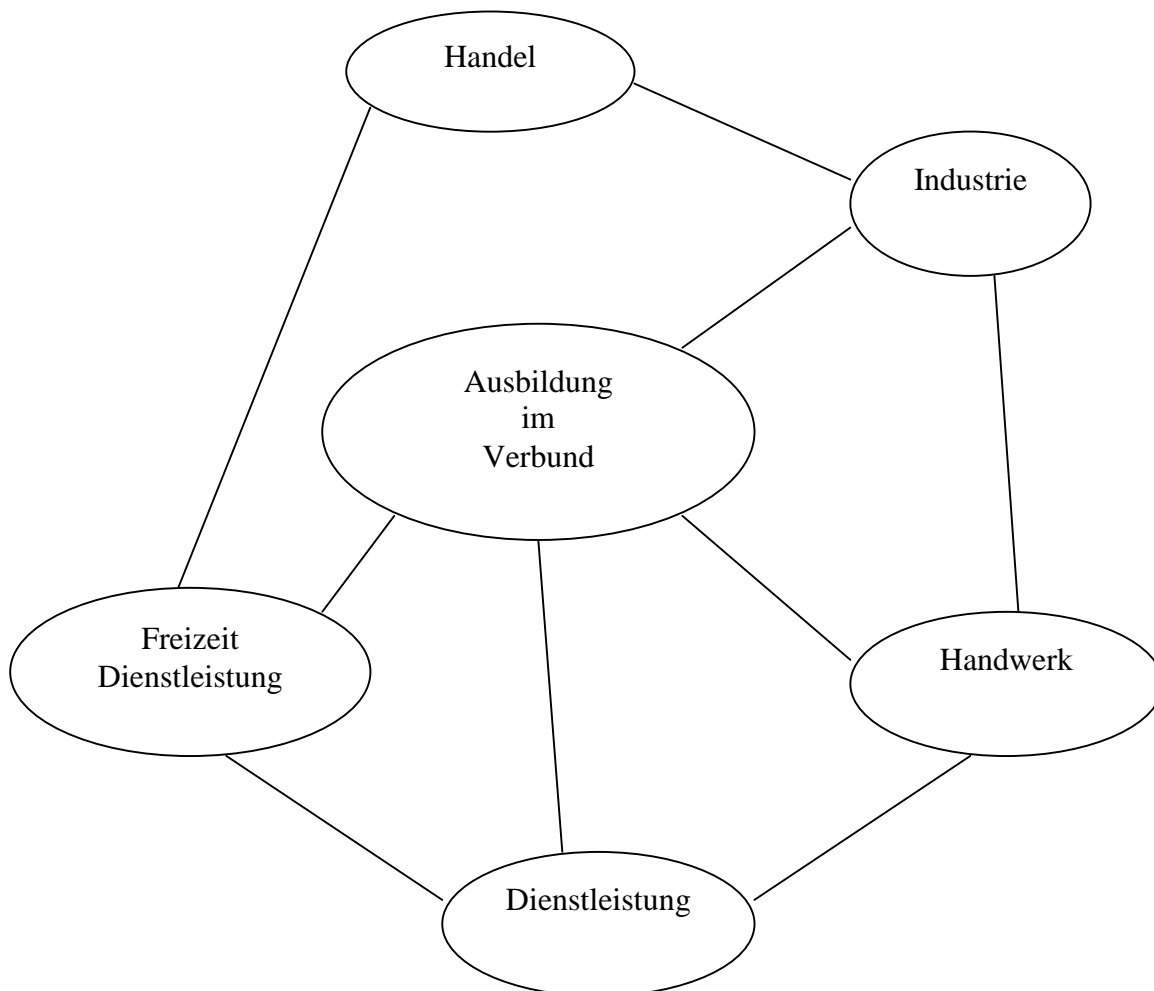 Handel
Industrie
Ausbildung
im
Verbund
Freizeit
Dienstleistung
Handwerk
Dienstleistung